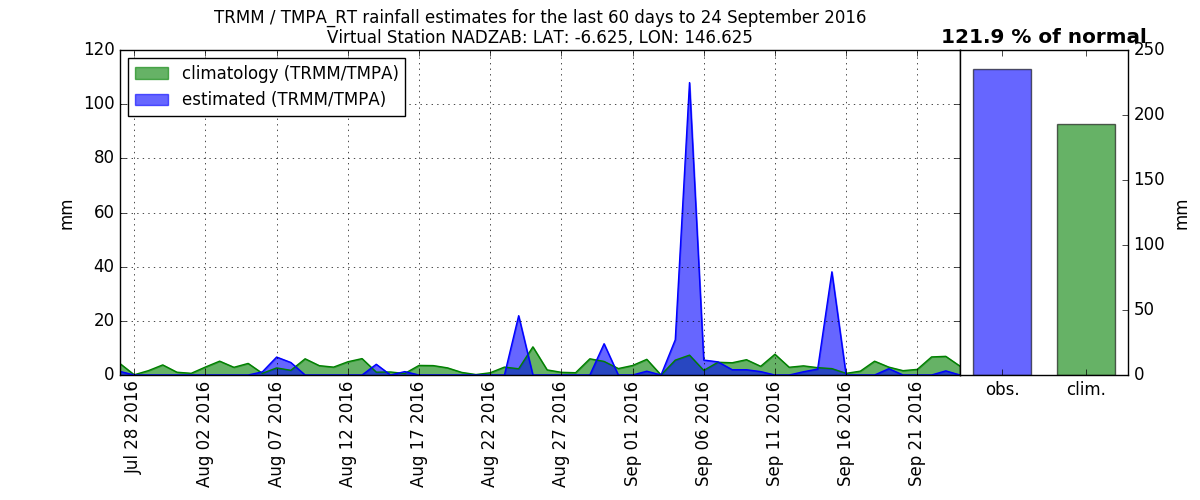 TRMM / TMPA_RT rainfall estimates for the last 60 days to 24 September 2016
Virtual Station NADZAB: LAT: -6.625, LON: 146.625
121.9 % of normal
climatology (TRMM/TMPA)
estimated (TRMM/TMPA)
120
100
80
60
40
20
0
mm
Jul 28 2016
Aug 02 2016
Aug 07 2016
Aug 12 2016
Aug 17 2016
Aug 22 2016
Aug 27 2016
Sep 01 2016
Sep 06 2016
Sep 11 2016
Sep 16 2016
Sep 21 2016
250
200
150
100
50
0
mm
obs.
clim.